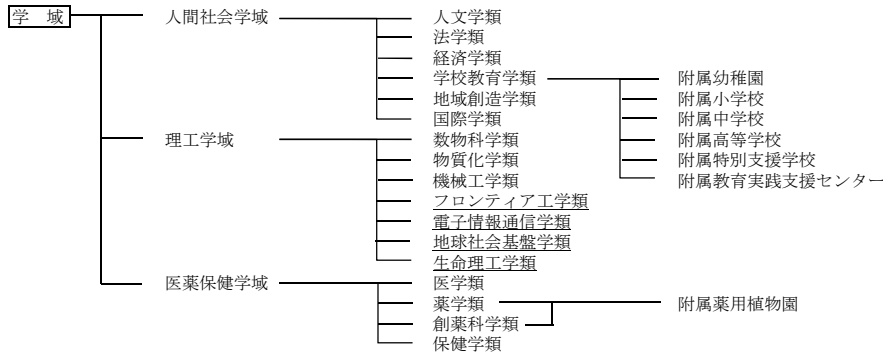 学　域 人間社会学域 人文学類
法学類
経済学類
学校教育学類 附属幼稚園
地域創造学類 附属小学校
国際学類 附属中学校
理工学域 数物科学類 附属高等学校
物質化学類 附属特別支援学校
機械工学類 附属教育実践支援センター
フロンティア工学類
電子情報通信学類
地球社会基盤学類
生命理工学類
医薬保健学域 医学類
薬学類 附属薬用植物園
創薬科学類
保健学類